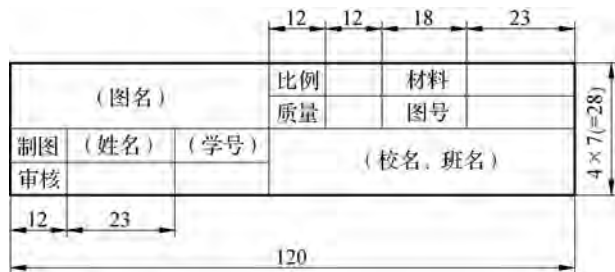 12 12 18 23
比例 材料
(图名)
质量 图号
制图 (姓名) (学号)
(校名、班名)
审核
4×7(=28)
12 23
120